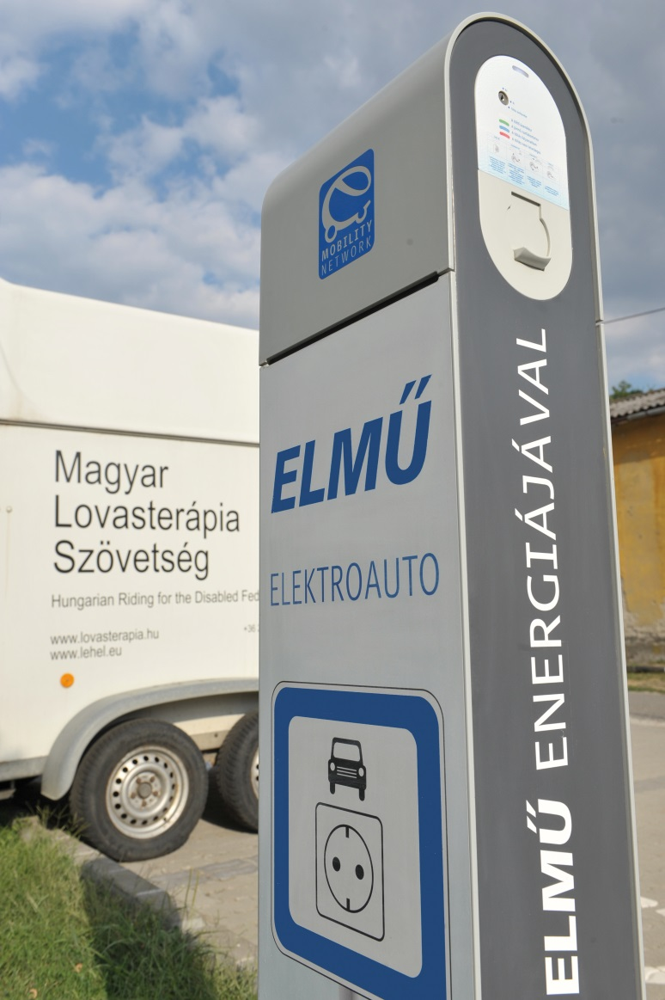 Magyar
Lovasterápia
Szövetség
Hungarian Riding for the Disabled Fed
www.lovasterapia.hu
www.lehel.eu
+36
MOBILITY
NETWORK
ELMŰ
ELEKTROAUTO
ELMŰ ENERGIÁJÁVAL